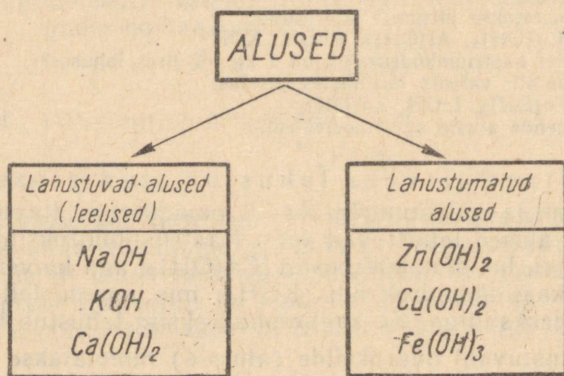 ALUSED
Lahustuvad alused
(leelised)
NaOH
KOH
Ca(OH)₂
Lahustumatud
alused
Zn(OH)₂
Cu(OH)₂
Fe(OH)₃